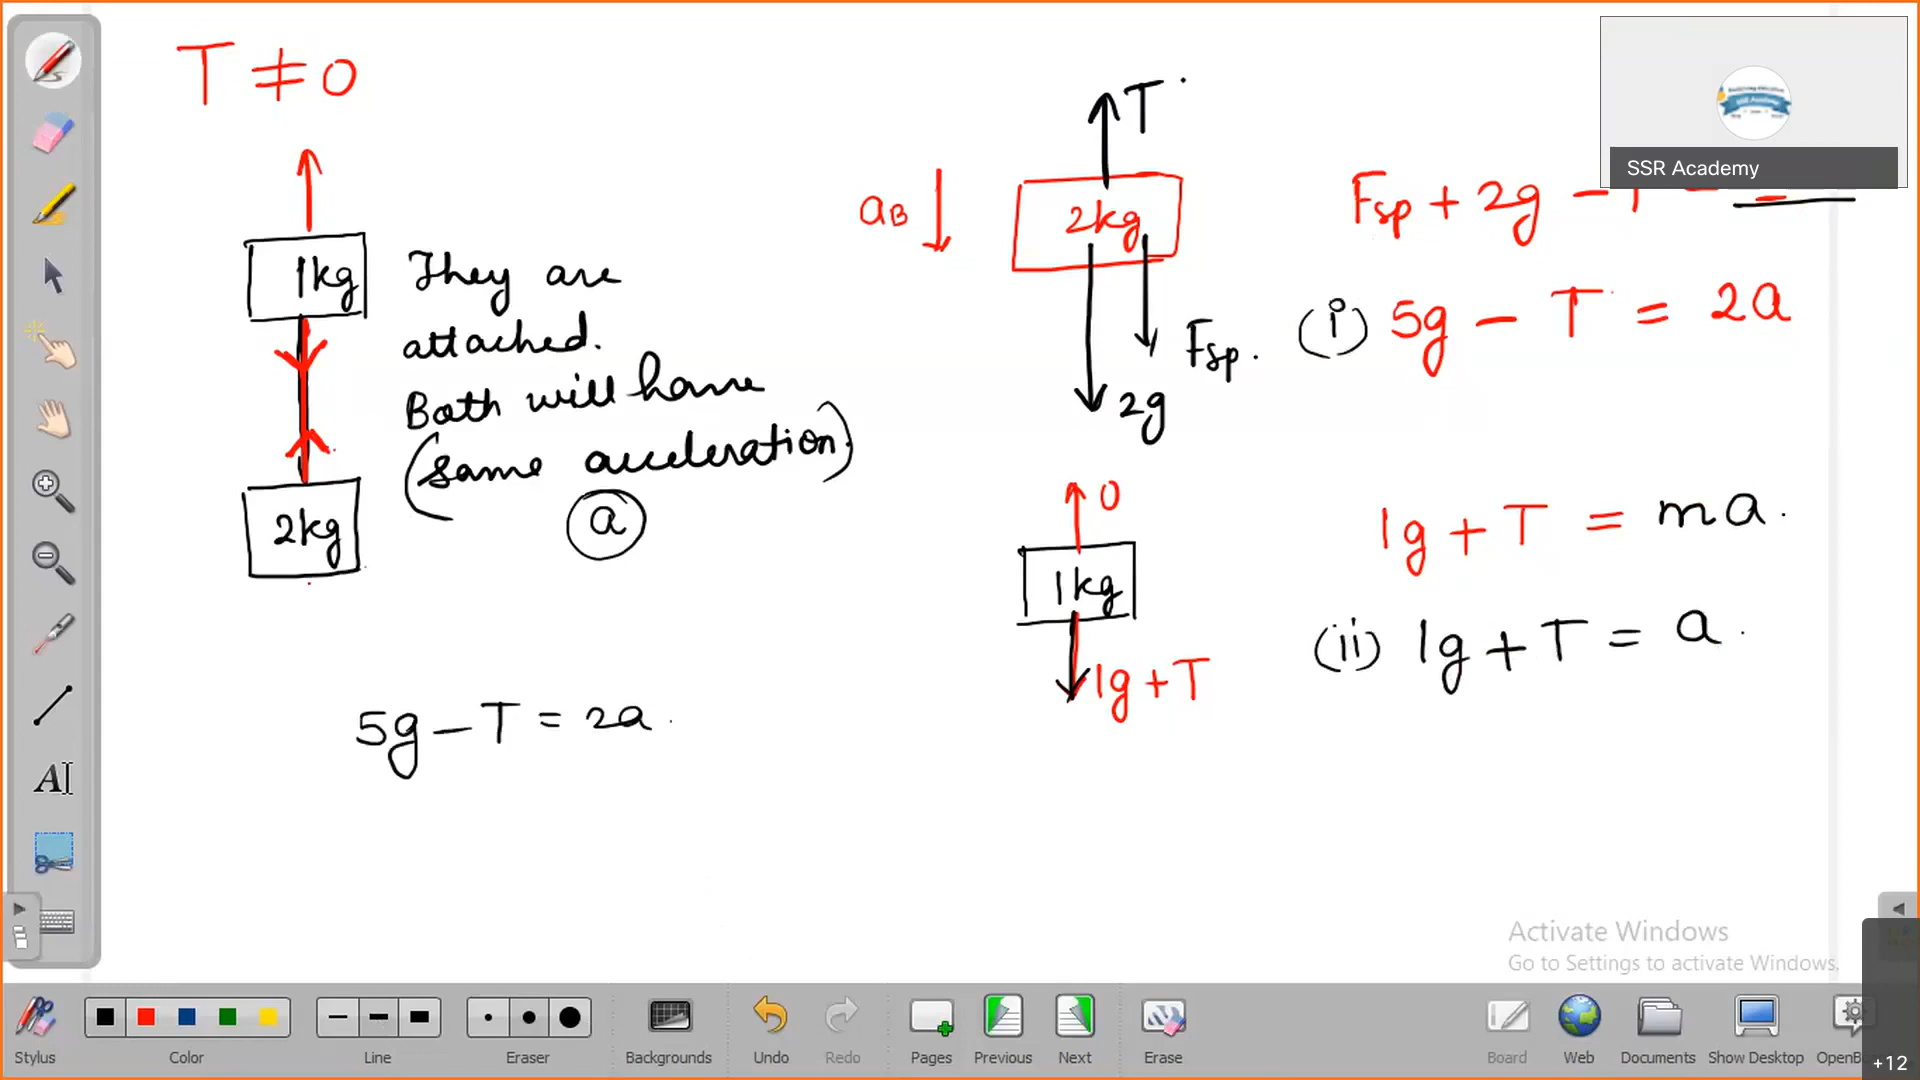 T ≠ 0
1kg
2kg
They are
attached.
Both will have
(same acceleration)
a
5g – T = 2a.
T
aB
2kg
Fsp.
2g
0
1kg
1g + T
Fsp + 2g – T =
(i) 5g – T = 2a
1g + T = ma.
(ii) 1g + T = a.
SSR Academy
Activate Windows
Go to Settings to activate Windows.
Stylus
Color
Line
Eraser
Backgrounds
Undo
Redo
Pages
Previous
Next
Erase
Board
Web
Documents
Show Desktop
+12